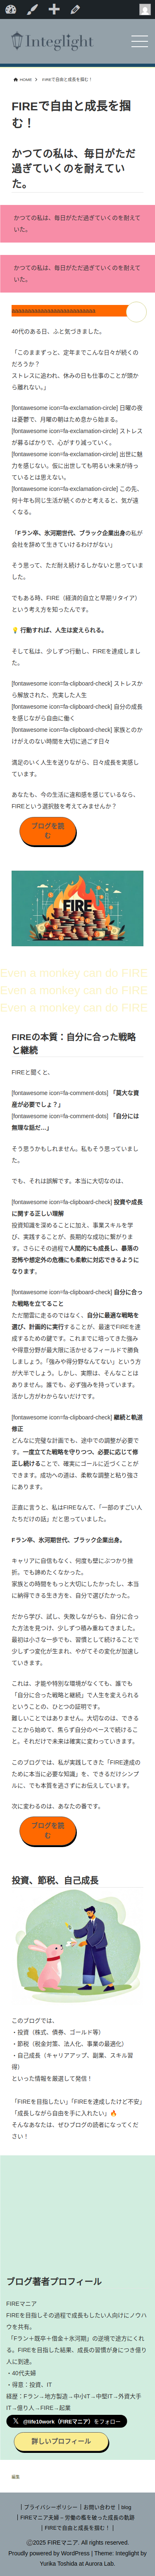 Integlight
HOME > FIREで自由と成長を掴む！
FIREで自由と成長を掴
む！
かつての私は、毎日がただ
過ぎていくのを耐えてい
た。
かつての私は、毎日がただ過ぎていくのを耐えて
いた。
かつての私は、毎日がただ過ぎていくのを耐えて
いた。
40代のある日、ふと気づきました。
「このままずっと、定年までこんな日々が続くの
だろうか？
ストレスに追われ、休みの日も仕事のことが頭か
ら離れない。」
[fontawesome icon=fa-exclamation-circle] 日曜の夜
は憂鬱で、月曜の朝はため息から始まる。
[fontawesome icon=fa-exclamation-circle] ストレス
が募るばかりで、心がすり減っていく。
[fontawesome icon=fa-exclamation-circle] 出世に魅
力を感じない。仮に出世しても明るい未来が待っ
ているとは思えない。
[fontawesome icon=fa-exclamation-circle] この先、
何十年も同じ生活が続くのかと考えると、気が遠
くなる。
「Fラン卒、氷河期世代、ブラック企業出身の私が
会社を辞めて生きていけるわけがない」
そう思って、ただ耐え続けるしかないと思っていま
した。
でもある時、FIRE（経済的自立と早期リタイア）
という考え方を知ったんです。
💡 行動すれば、人生は変えられる。
そして私は、少しずつ行動し、FIREを達成しまし
た。
[fontawesome icon=fa-clipboard-check] ストレスか
ら解放された、充実した人生
[fontawesome icon=fa-clipboard-check] 自分の成長
を感じながら自由に働く
[fontawesome icon=fa-clipboard-check] 家族とのか
けがえのない時間を大切に過ごす日々
満足のいく人生を送りながら、日々成長を実感し
ています。
あなたも、今の生活に違和感を感じているなら、
FIREという選択肢を考えてみませんか？
ブログを読
む
FIRE
Even a monkey can do FIRE
Even a monkey can do FIRE
Even a monkey can do FIRE
FIREの本質：自分に合った戦略
と継続
FIREと聞くと、
[fontawesome icon=fa-comment-dots] 「莫大な資
産が必要でしょ？」
[fontawesome icon=fa-comment-dots] 「自分には
無理な話だ…」
そう思うかもしれません。私もそう思っていまし
た。
でも、それは誤解です。本当に大切なのは、
[fontawesome icon=fa-clipboard-check] 投資や成長
に関する正しい理解
投資知識を深めることに加え、事業スキルを学
び、実践することが、長期的な成功に繋がりま
す。さらにその過程で人間的にも成長し、暴落の
恐怖や想定外の危機にも柔軟に対応できるように
なります。
[fontawesome icon=fa-clipboard-check] 自分に合っ
た戦略を立てること
ただ闇雲に走るのではなく、自分に最適な戦略を
選び、計画的に実行することが、最速でFIREを達
成するための鍵です。これまでに培ってきた強み
や得意分野が最大限に活かせるフィールドで勝負
しましょう。「強みや得分野なんてない」という方
が大半でしょう。しかし、実際は、そんなことは
ありません。誰でも、必ず強みを持っています。
活かし方がわからないだけです。
[fontawesome icon=fa-clipboard-check] 継続と軌道
修正
どんなに完璧な計画でも、途中での調整が必要で
す。一度立てた戦略を守りつつ、必要に応じて修
正し続けることで、確実にゴールに近づくことが
できます。成功への道は、柔軟な調整と粘り強さ
にあります。
正直に言うと、私はFIREなんて、「一部のすごい人
たちだけの話」だと思っていました。
Fラン卒、氷河期世代、ブラック企業出身。
キャリアに自信もなく、何度も壁にぶつかり挫
折。でも諦めたくなかった。
家族との時間をもっと大切にしたかったし、本当
に納得できる生き方を、自分で選びたかった。
だから学び、試し、失敗しながらも、自分に合っ
た方法を見つけ、少しずつ積み重ねてきました。
最初は小さな一歩でも、習慣として続けることで
少しずつ変化が生まれ、やがてその変化が加速し
ていきます。
これは、才能や特別な環境がなくても、誰でも
「自分に合った戦略と継続」で人生を変えられる
ということの、ひとつの証明です。
難しいことではありません。大切なのは、できる
ことから始めて、焦らず自分のペースで続けるこ
と。それだけで未来は確実に変わっていきます。
このブログでは、私が実践してきた「FIRE達成の
ために本当に必要な知識」を、できるだけシンプ
ルに、でも本質を逃さずにお伝えしています。
次に変わるのは、あなたの番です。
ブログを読
む
投資、節税、自己成長
このブログでは、
・投資（株式、債券、ゴールド等）
・節税（税金対策、法人化、事業の最適化）
・自己成長（キャリアアップ、副業、スキル習
得）
といった情報を厳選して発信！
「FIREを目指したい」「FIREを達成したけど不安」
「成長しながら自由を手に入れたい」🔥
そんなあなたは、ぜひブログの読者になってくだ
さい！
ブログ著者プロフィール
FIREマニア
FIREを目指しその過程で成長もしたい人向けにノウハ
ウを共有。
「Fラン＋既卒＋借金＋氷河期」の逆境で途方にくれ
る。FIREを目指した結果、成長の習慣が身につき億り
人に到達。
・40代夫婦
・得意：投資、IT
経歴：Fラン→地方製造→中小IT→中堅IT→外資大手
IT→億り人→FIRE→起業
𝕏 @life10work（FIREマニア）をフォロー
詳しいプロフィール
編集
| プライバシーポリシー | お問い合わせ | blog
| FIREマニア夫婦 – 労働の檻を破った成長の軌跡
| FIREで自由と成長を掴む！ |
Ⓒ2025 FIREマニア. All rights reserved.
Proudly powered by WordPress | Theme: Integlight by
Yurika Toshida at Aurora Lab.